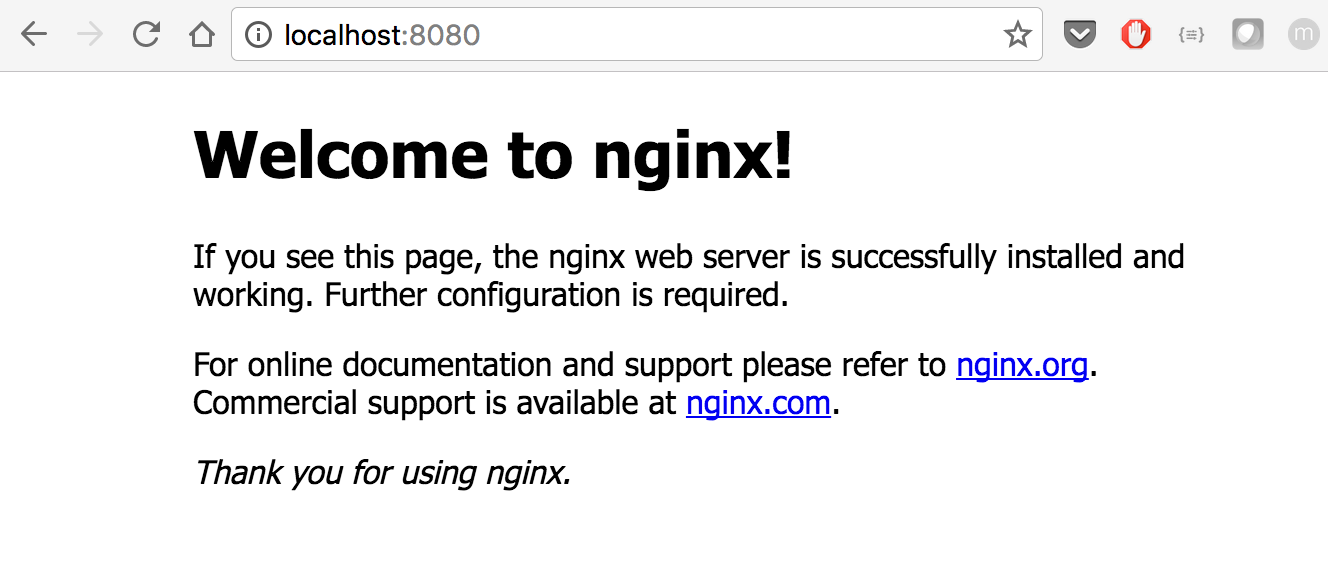 localhost:8080
m
Welcome to nginx!
If you see this page, the nginx web server is successfully installed and
working. Further configuration is required.
For online documentation and support please refer to nginx.org.
Commercial support is available at nginx.com.
Thank you for using nginx.